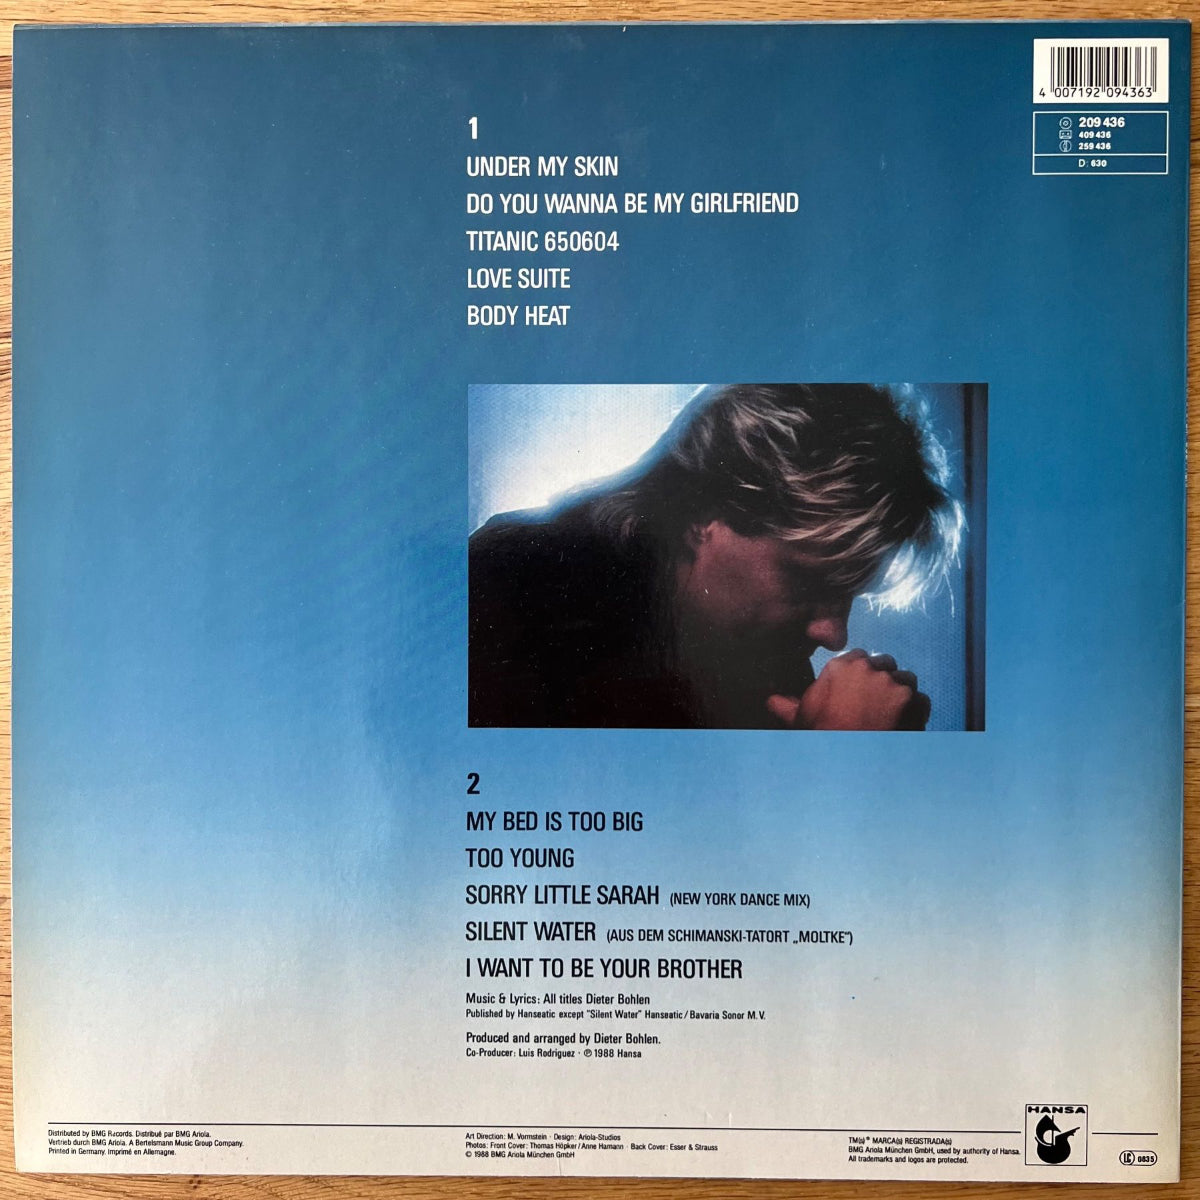 4 007192 094363
209 436
409 436
259 436
D: 630
1
UNDER MY SKIN
DO YOU WANNA BE MY GIRLFRIEND
TITANIC 650604
LOVE SUITE
BODY HEAT
2
MY BED IS TOO BIG
TOO YOUNG
SORRY LITTLE SARAH (NEW YORK DANCE MIX)
SILENT WATER (AUS DEM SCHIMANSKI-TATORT „MOLTKE“)
I WANT TO BE YOUR BROTHER
Music & Lyrics: All titles Dieter Bohlen
Published by Hanseatic except "Silent Water" Hanseatic / Bavaria Sonor M.V.
Produced and arranged by Dieter Bohlen.
Co-Producer: Luis Rodriguez · ℗ 1988 Hansa
Distributed by BMG Records. Distribué par BMG Ariola.
Vertrieb durch BMG Ariola. A Bertelsmann Music Group Company.
Printed in Germany. Imprimé en Allemagne.
Art Direction: M. Vormstein · Design: Ariola-Studios
Photos: Front Cover: Thomas Höpker / Anne Hamann · Back Cover: Esser & Strauss
© 1988 BMG Ariola München GmbH
TM(s) ® MARCA(s) REGISTRADA(s)
BMG Ariola München GmbH, used by authority of Hansa.
All trademarks and logos are protected.
HANSA
LC 0835